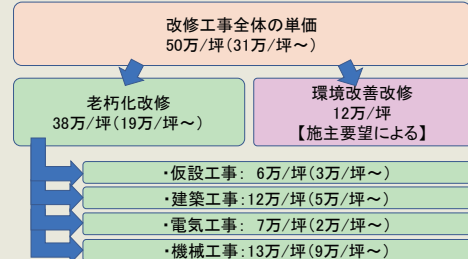 改修工事全体の単価
50万/坪(31万/坪～)
老朽化改修
38万/坪(19万/坪～)
環境改善改修
12万/坪
【施主要望による】
・仮設工事： 6万/坪(3万/坪～)
・建築工事：12万/坪(5万/坪～)
・電気工事： 7万/坪(2万/坪～)
・機械工事：13万/坪(9万/坪～)